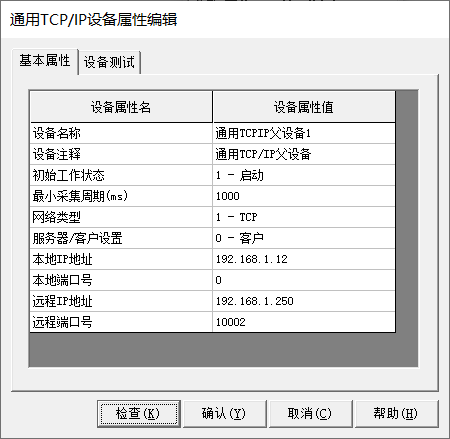 通用TCP/IP设备属性编辑
基本属性 设备测试
设备属性名 设备属性值
设备名称 通用TCPIP父设备1
设备注释 通用TCP/IP父设备
初始工作状态 1 - 启动
最小采集周期(ms) 1000
网络类型 1 - TCP
服务器/客户设置 0 - 客户
本地IP地址 192.168.1.12
本地端口号 0
远程IP地址 192.168.1.250
远程端口号 10002
检查(K) 确认(Y) 取消(C) 帮助(H)